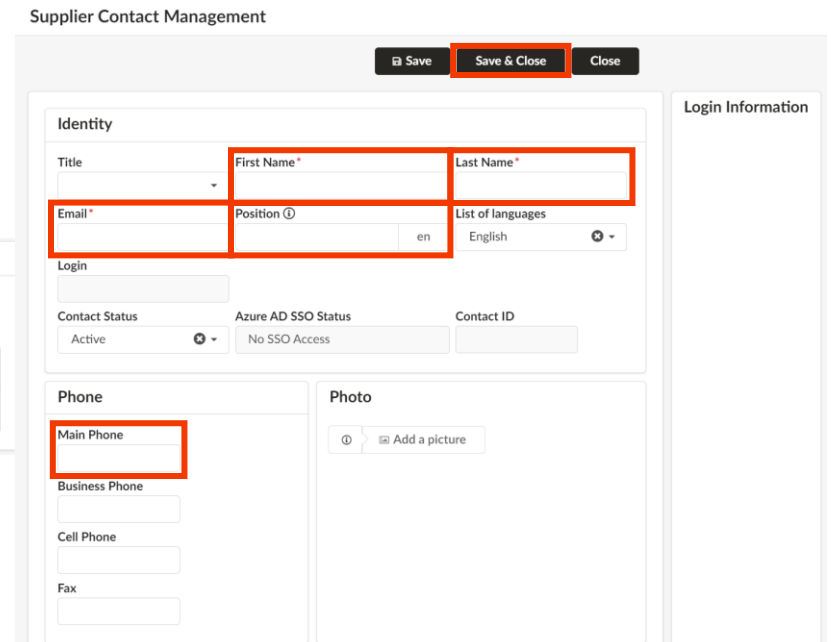 Supplier Contact Management
Save Save & Close Close
Identity
Login Information
Title First Name* Last Name*
Email* Position List of languages
en English
Login
Contact Status Azure AD SSO Status Contact ID
Active No SSO Access
Phone Photo
Main Phone
Add a picture
Business Phone
Cell Phone
Fax